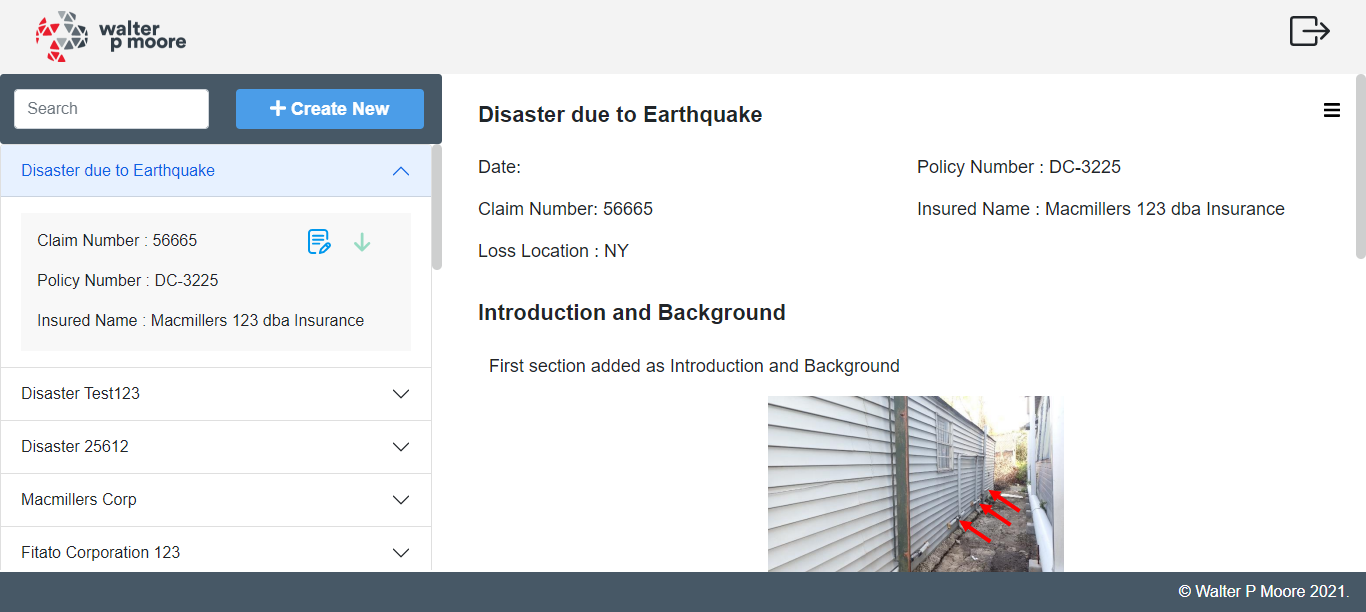 walter
p moore
Search
Create New
Disaster due to Earthquake
Claim Number : 56665
Policy Number : DC-3225
Insured Name : Macmillers 123 dba Insurance
Disaster Test123
Disaster 25612
Macmillers Corp
Fitato Corporation 123
Disaster due to Earthquake
Date:
Policy Number : DC-3225
Claim Number: 56665
Insured Name : Macmillers 123 dba Insurance
Loss Location : NY
Introduction and Background
First section added as Introduction and Background
© Walter P Moore 2021.